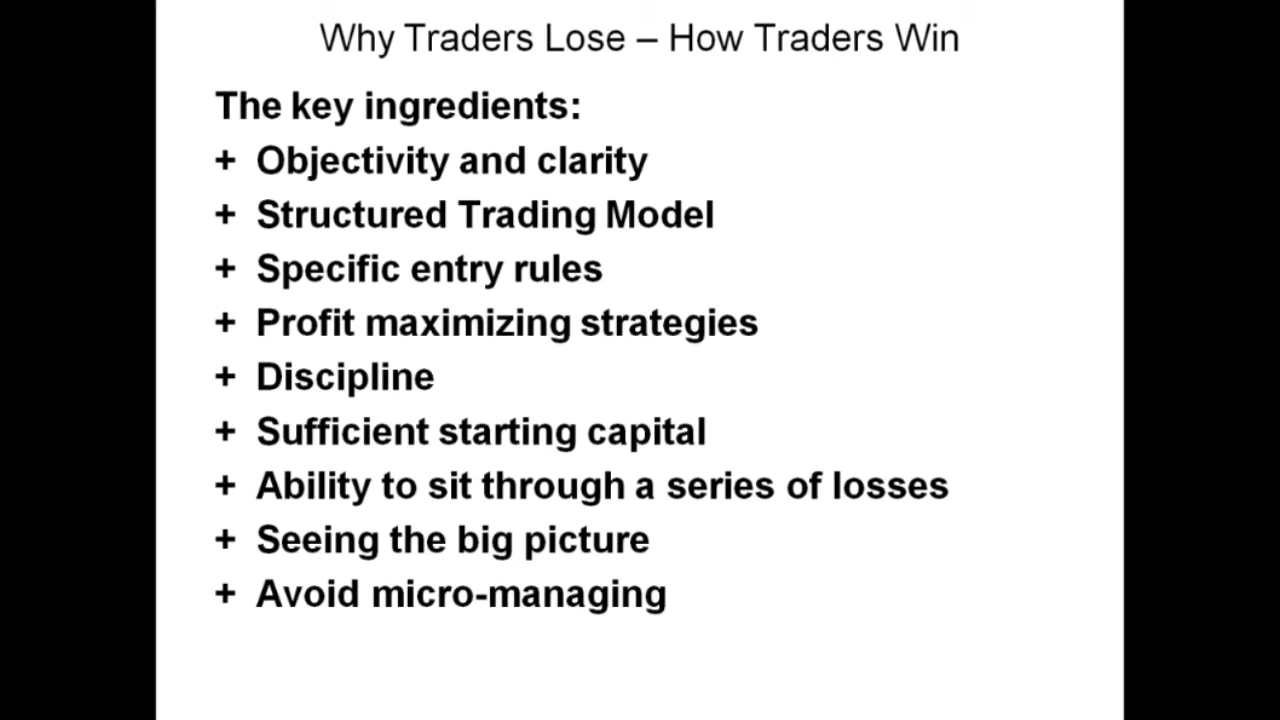 Why Traders Lose – How Traders Win
The key ingredients:
+ Objectivity and clarity
+ Structured Trading Model
+ Specific entry rules
+ Profit maximizing strategies
+ Discipline
+ Sufficient starting capital
+ Ability to sit through a series of losses
+ Seeing the big picture
+ Avoid micro-managing